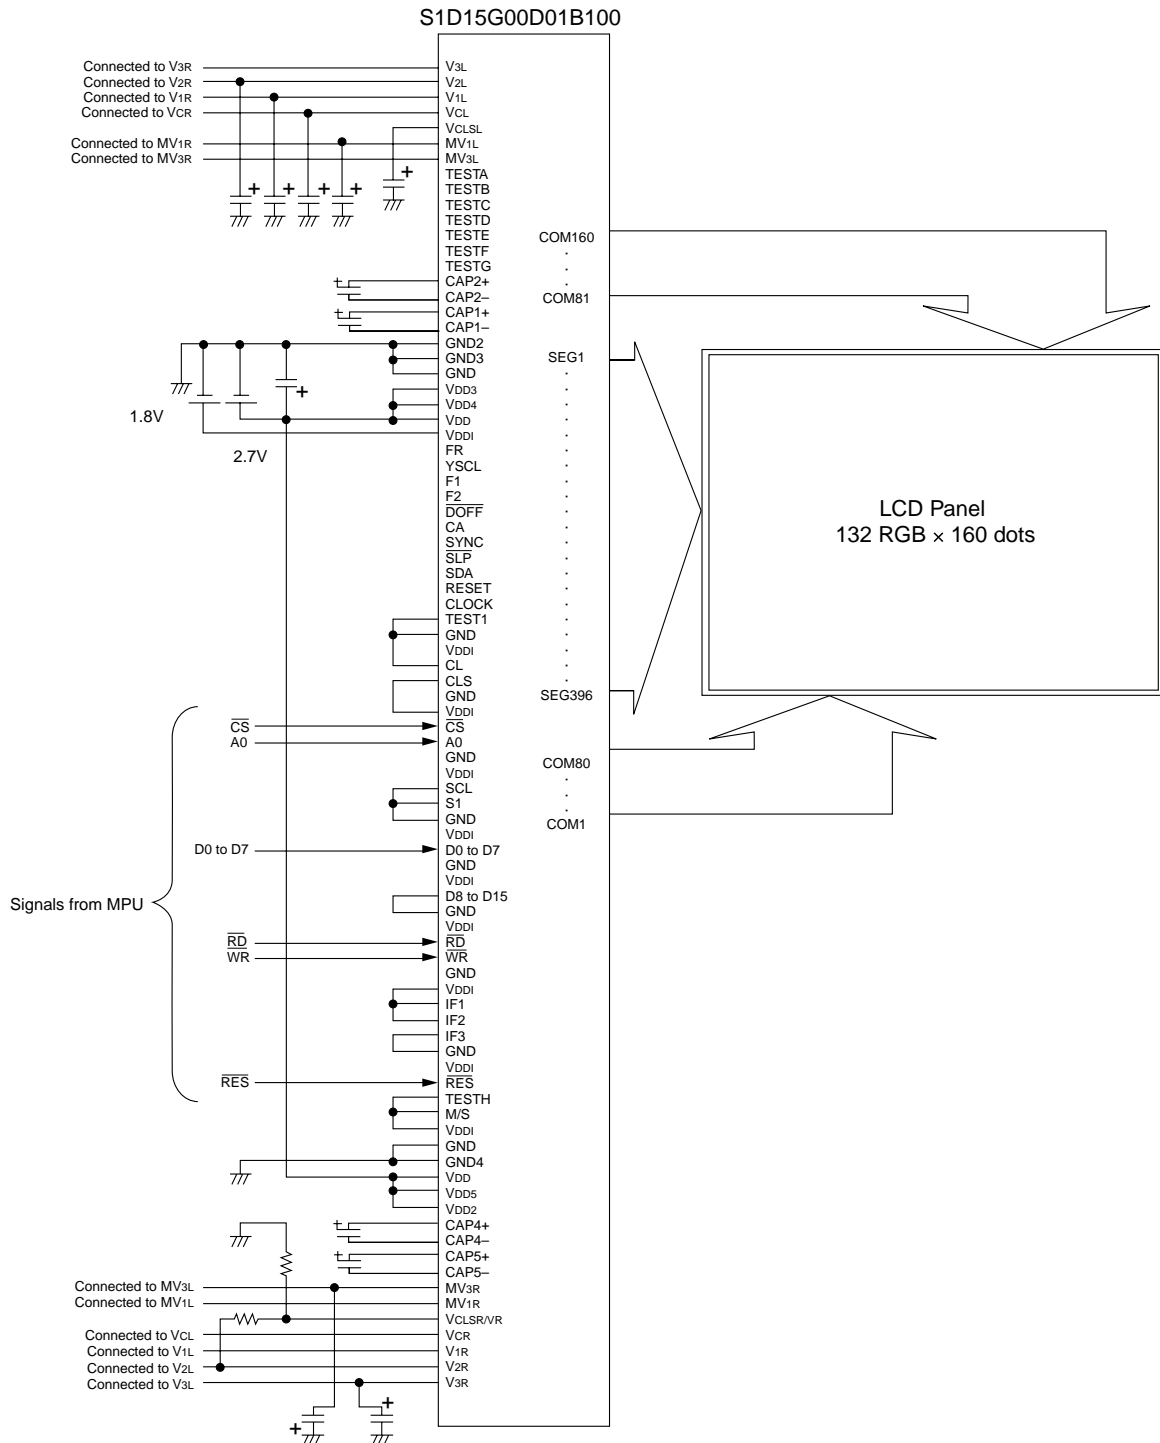 S1D15G00D01B100
Connected to V3R
Connected to V2R
Connected to V1R
Connected to VCR
Connected to MV1R
Connected to MV3R
V3L
V2L
V1L
VCL
VCLSL
MV1L
MV3L
TESTA
TESTB
TESTC
TESTD
TESTE
TESTF
TESTG
CAP2+
CAP2–
CAP1+
CAP1–
GND2
GND3
GND
VDD3
VDD4
VDD
VDDI
FR
YSCL
F1
F2
DOFF
CA
SYNC
SLP
SDA
RESET
CLOCK
TEST1
GND
VDDI
CL
CLS
GND
VDDI
CS
A0
GND
VDDI
SCL
S1
GND
VDDI
D0 to D7
GND
VDDI
D8 to D15
GND
VDDI
RD
WR
GND
VDDI
IF1
IF2
IF3
GND
VDDI
RES
TESTH
M/S
VDDI
GND
GND4
VDD
VDD5
VDD2
CAP4+
CAP4–
CAP5+
CAP5–
MV3R
MV1R
VCLSR/VR
VCR
V1R
V2R
V3R
+
+
+
+
+
+
+
+
1.8V
2.7V
CS
A0
D0 to D7
Signals from MPU
RD
WR
RES
+
+
Connected to MV3L
Connected to MV1L
Connected to VCL
Connected to V1L
Connected to V2L
Connected to V3L
+
+
COM160
COM81
SEG1
SEG396
COM80
COM1
LCD Panel
132 RGB × 160 dots